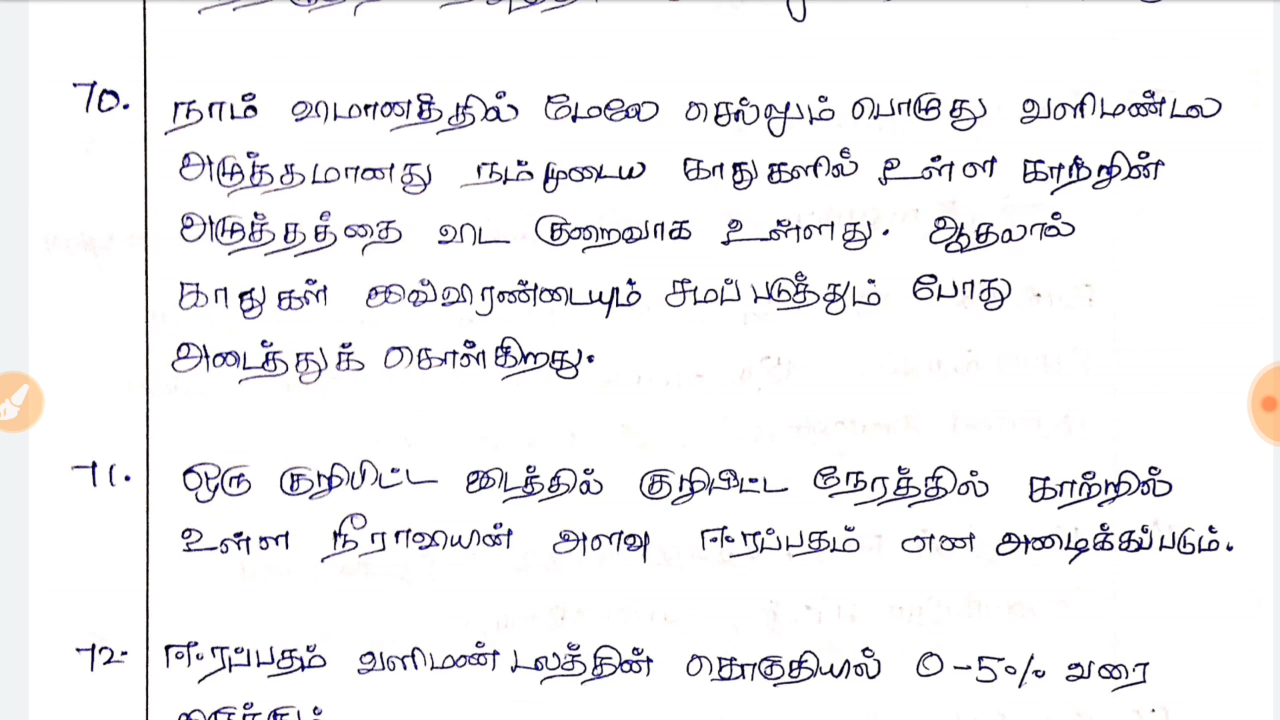 70. நாம் விமானத்தில் மேலே செல்லும் பொழுது வளிமண்டல
அழுத்தமானது நம்முடைய காதுகளில் உள்ள காற்றின்
அழுத்தத்தை விட குறைவாக உள்ளது. ஆதலால்
காதுகள் இவ்விரண்டையும் சமப்படுத்தும் போது
அடைத்துக் கொள்கிறது.
71. ஒரு குறிப்பிட்ட இடத்தில் குறிப்பிட்ட நேரத்தில் காற்றில்
உள்ள நீராவியின் அளவு ஈரப்பதம் என அழைக்கப்படும்.
72. ஈரப்பதம் வளிமண்டலத்தின் தொகுதியில் 0-5% வரை